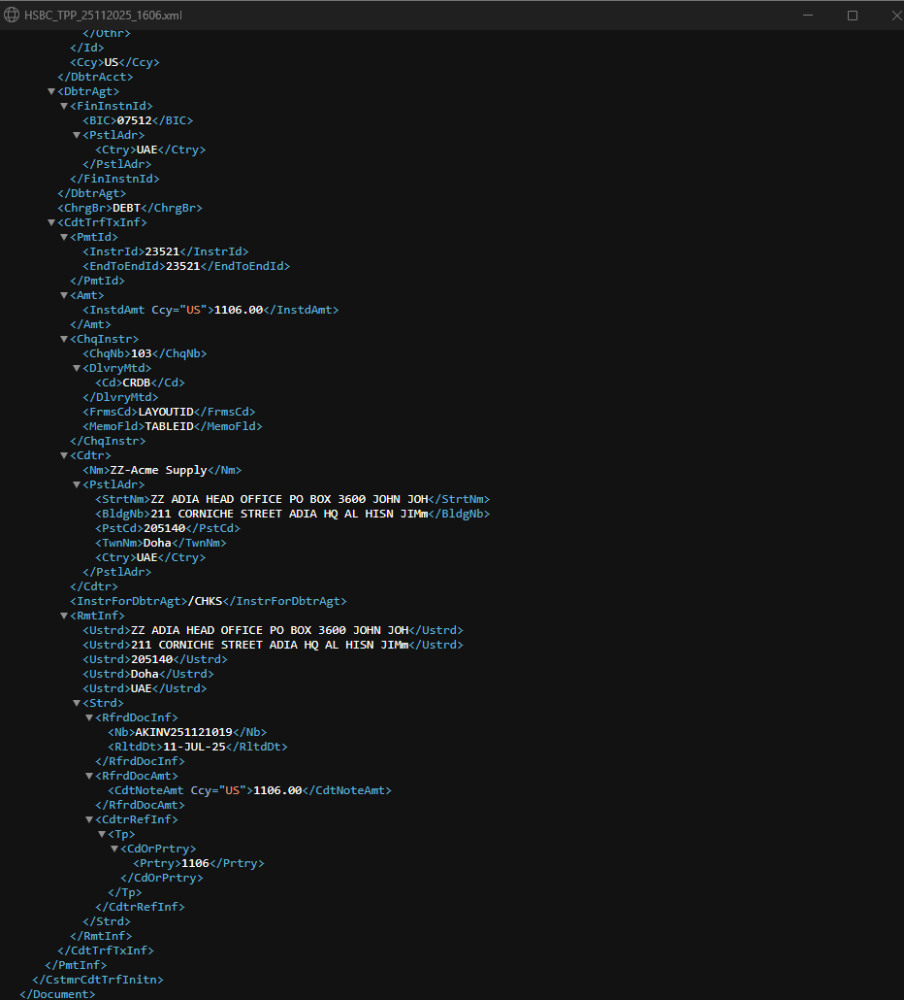 HSBC_TPP_25112025_1606.xml
</Othr>
</Id>
<Ccy>US</Ccy>
</DbtrAcct>
<DbtrAgt>
<FinInstnId>
<BIC>07512</BIC>
<PstlAdr>
<Ctry>UAE</Ctry>
</PstlAdr>
</FinInstnId>
</DbtrAgt>
<ChrgBr>DEBT</ChrgBr>
<CdtTrfTxInf>
<PmtId>
<InstrId>23521</InstrId>
<EndToEndId>23521</EndToEndId>
</PmtId>
<Amt>
<InstdAmt Ccy="US">1106.00</InstdAmt>
</Amt>
<ChqInstr>
<ChqNb>103</ChqNb>
<DlvryMtd>
<Cd>CRDB</Cd>
</DlvryMtd>
<FrmsCd>LAYOUTID</FrmsCd>
<MemoFld>TABLEID</MemoFld>
</ChqInstr>
<Cdtr>
<Nm>ZZ-Acme Supply</Nm>
<PstlAdr>
<StrtNm>ZZ ADIA HEAD OFFICE PO BOX 3600 JOHN JOH</StrtNm>
<BldgNb>211 CORNICHE STREET ADIA HQ AL HISN JIMm</BldgNb>
<PstCd>205140</PstCd>
<TwnNm>Doha</TwnNm>
<Ctry>UAE</Ctry>
</PstlAdr>
</Cdtr>
<InstrForDbtrAgt>/CHKS</InstrForDbtrAgt>
<RmtInf>
<Ustrd>ZZ ADIA HEAD OFFICE PO BOX 3600 JOHN JOH</Ustrd>
<Ustrd>211 CORNICHE STREET ADIA HQ AL HISN JIMm</Ustrd>
<Ustrd>205140</Ustrd>
<Ustrd>Doha</Ustrd>
<Ustrd>UAE</Ustrd>
<Strd>
<RfrdDocInf>
<Nb>AKINV251121019</Nb>
<RltdDt>11-JUL-25</RltdDt>
</RfrdDocInf>
<RfrdDocAmt>
<CdtNoteAmt Ccy="US">1106.00</CdtNoteAmt>
</RfrdDocAmt>
<CdtrRefInf>
<Tp>
<CdOrPrtry>
<Prtry>1106</Prtry>
</CdOrPrtry>
</Tp>
</CdtrRefInf>
</Strd>
</RmtInf>
</CdtTrfTxInf>
</PmtInf>
</CstmrCdtTrfInitn>
</Document>